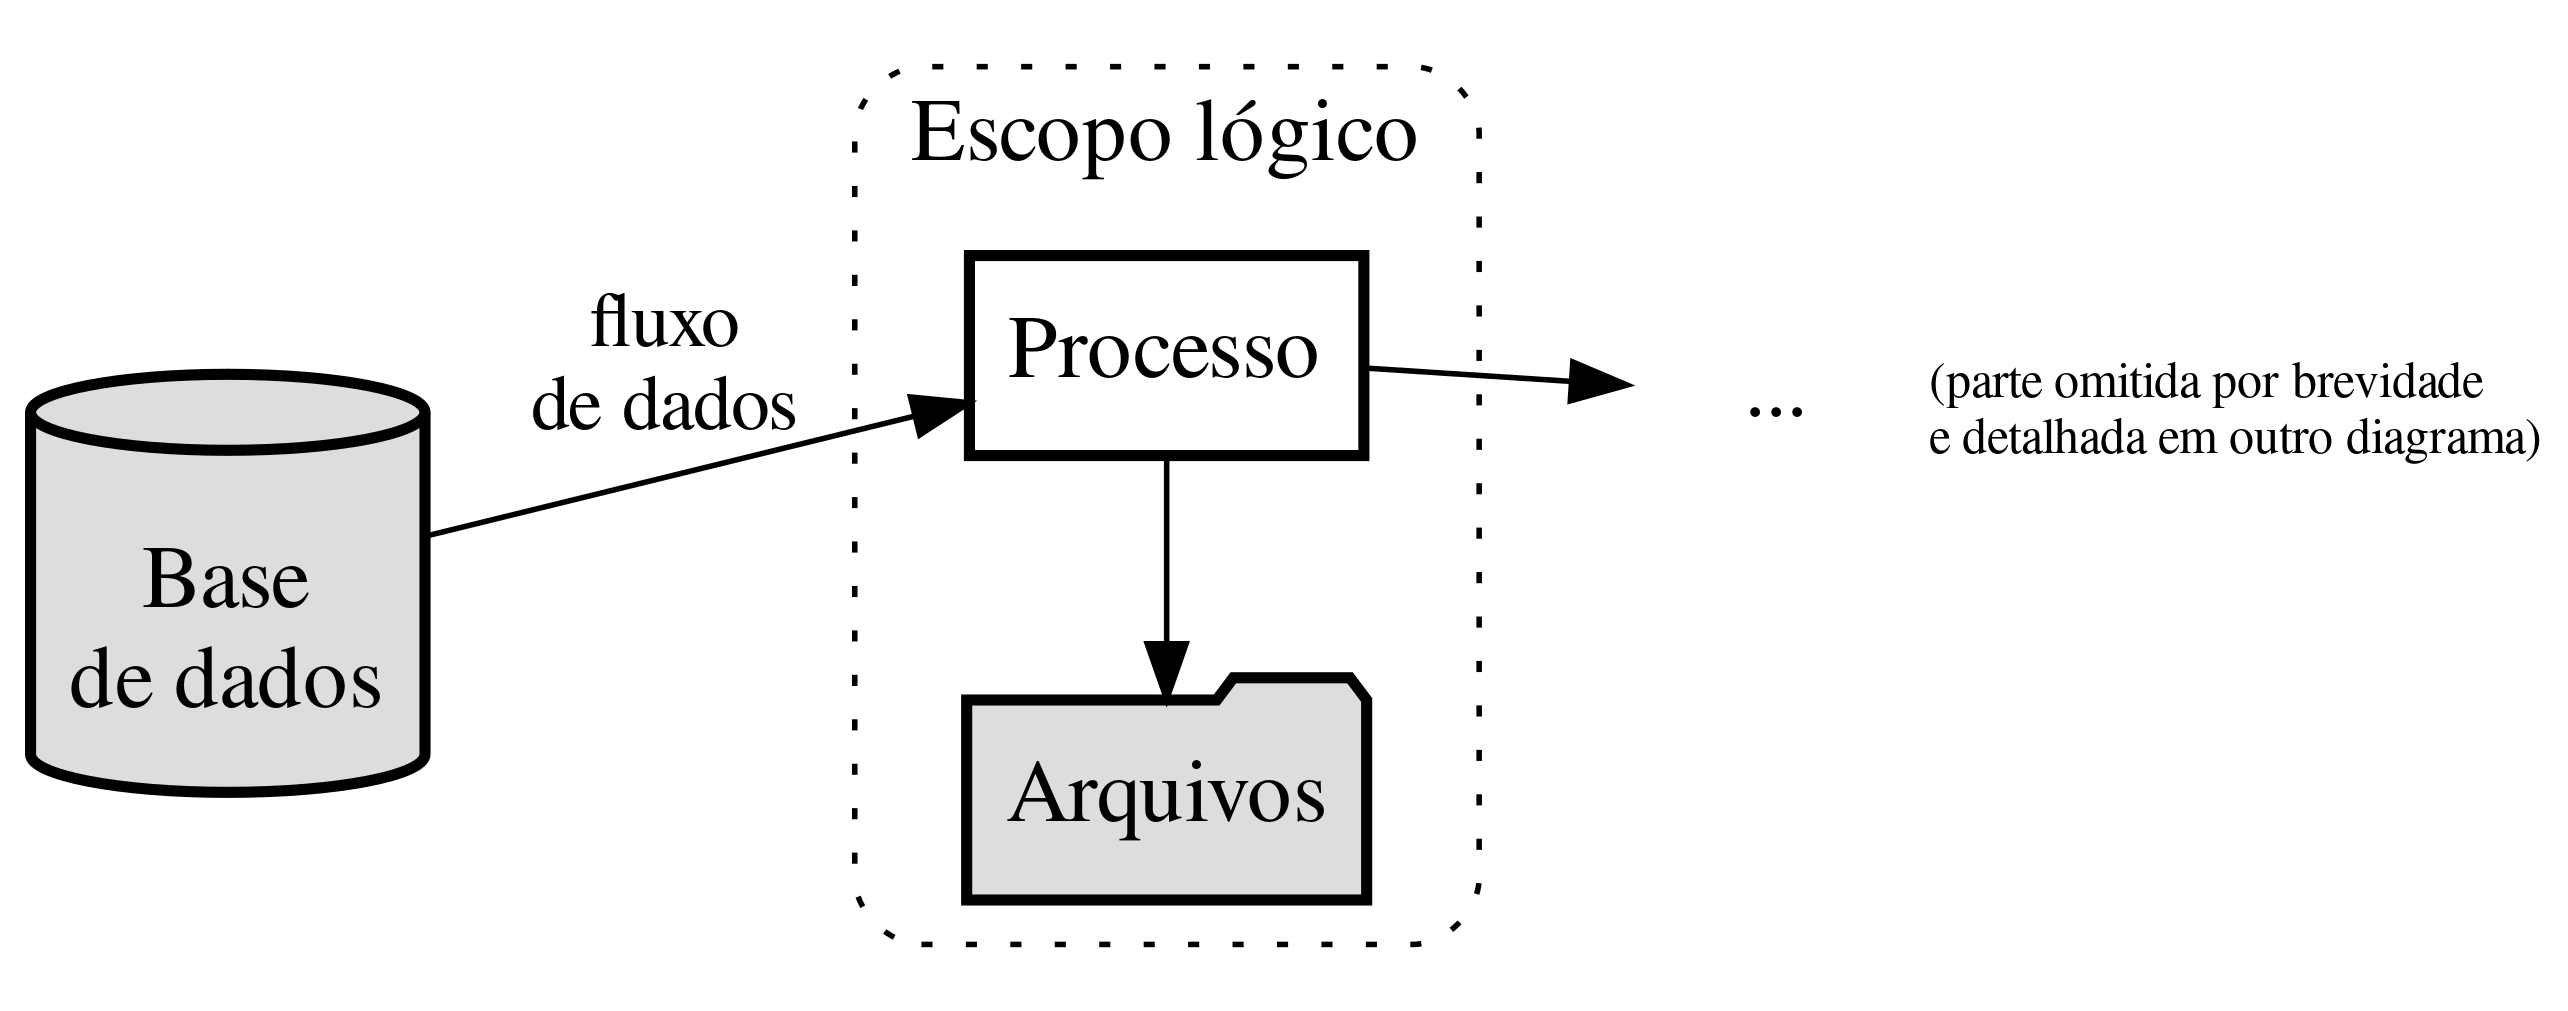 Escopo lógico
fluxo
de dados
Processo
...
(parte omitida por brevidade
e detalhada em outro diagrama)
Base
de dados
Arquivos